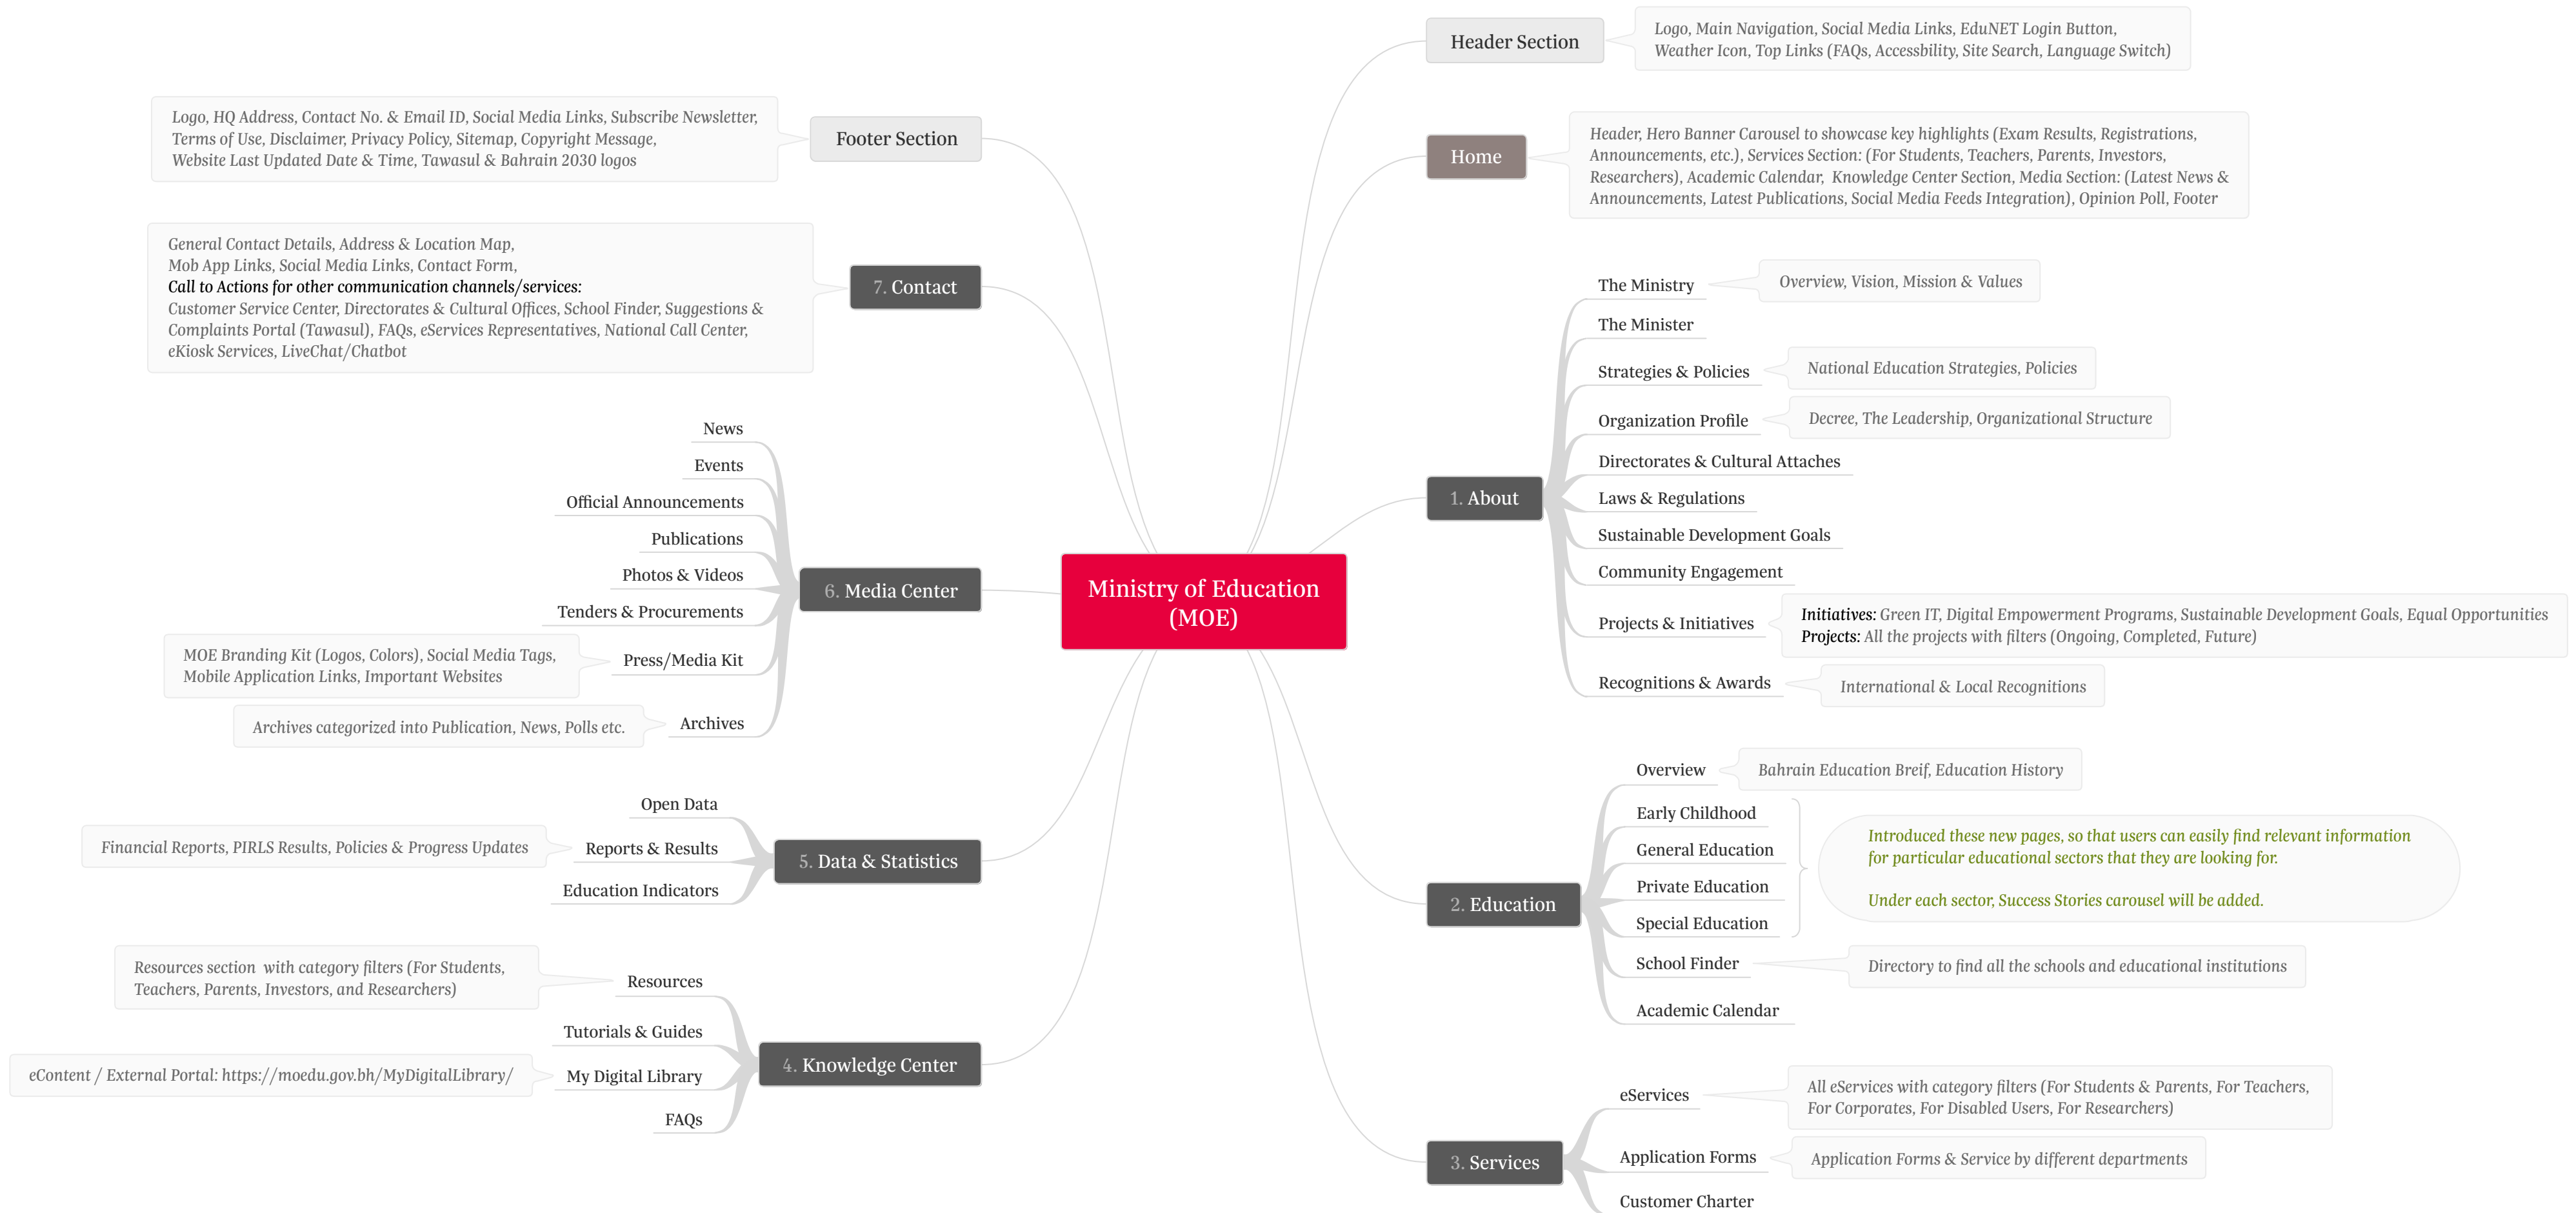 Ministry of Education
(MOE)
Header Section
Logo, Main Navigation, Social Media Links, EduNET Login Button,
Weather Icon, Top Links (FAQs, Accessbility, Site Search, Language Switch)
Home
Header, Hero Banner Carousel to showcase key highlights (Exam Results, Registrations,
Announcements, etc.), Services Section: (For Students, Teachers, Parents, Investors,
Researchers), Academic Calendar, Knowledge Center Section, Media Section: (Latest News &
Announcements, Latest Publications, Social Media Feeds Integration), Opinion Poll, Footer
1. About
The Ministry
Overview, Vision, Mission & Values
The Minister
Strategies & Policies
National Education Strategies, Policies
Organization Profile
Decree, The Leadership, Organizational Structure
Directorates & Cultural Attaches
Laws & Regulations
Sustainable Development Goals
Community Engagement
Projects & Initiatives
Initiatives: Green IT, Digital Empowerment Programs, Sustainable Development Goals, Equal Opportunities
Projects: All the projects with filters (Ongoing, Completed, Future)
Recognitions & Awards
International & Local Recognitions
2. Education
Overview
Bahrain Education Breif, Education History
Early Childhood
General Education
Private Education
Special Education
Introduced these new pages, so that users can easily find relevant information
for particular educational sectors that they are looking for.
Under each sector, Success Stories carousel will be added.
School Finder
Directory to find all the schools and educational institutions
Academic Calendar
3. Services
eServices
All eServices with category filters (For Students & Parents, For Teachers,
For Corporates, For Disabled Users, For Researchers)
Application Forms
Application Forms & Service by different departments
Customer Charter
4. Knowledge Center
Resources
Resources section with category filters (For Students,
Teachers, Parents, Investors, and Researchers)
Tutorials & Guides
My Digital Library
eContent / External Portal: https://moedu.gov.bh/MyDigitalLibrary/
FAQs
5. Data & Statistics
Open Data
Reports & Results
Financial Reports, PIRLS Results, Policies & Progress Updates
Education Indicators
6. Media Center
News
Events
Official Announcements
Publications
Photos & Videos
Tenders & Procurements
Press/Media Kit
MOE Branding Kit (Logos, Colors), Social Media Tags,
Mobile Application Links, Important Websites
Archives
Archives categorized into Publication, News, Polls etc.
7. Contact
General Contact Details, Address & Location Map,
Mob App Links, Social Media Links, Contact Form,
Call to Actions for other communication channels/services:
Customer Service Center, Directorates & Cultural Offices, School Finder, Suggestions &
Complaints Portal (Tawasul), FAQs, eServices Representatives, National Call Center,
eKiosk Services, LiveChat/Chatbot
Footer Section
Logo, HQ Address, Contact No. & Email ID, Social Media Links, Subscribe Newsletter,
Terms of Use, Disclaimer, Privacy Policy, Sitemap, Copyright Message,
Website Last Updated Date & Time, Tawasul & Bahrain 2030 logos